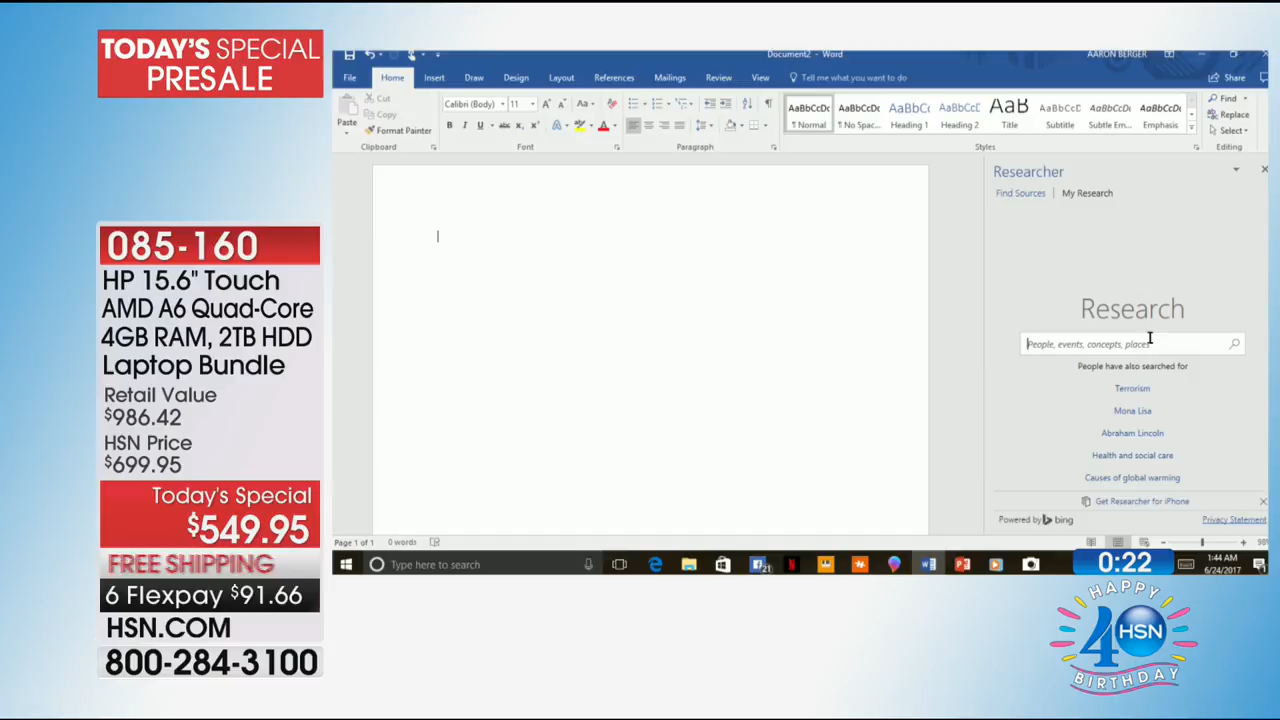 TODAY'S SPECIAL
PRESALE
085-160
HP 15.6" Touch
AMD A6 Quad-Core
4GB RAM, 2TB HDD
Laptop Bundle
Retail Value
$986.42
HSN Price
$699.95
Today's Special
$549.95
FREE SHIPPING
6 Flexpay $91.66
HSN.COM
800-284-3100
Document2 - Word
AARON BERGER
File Home Insert Draw Design Layout References Mailings Review View Tell me what you want to do Share
Paste
Cut
Copy
Format Painter
Clipboard
Calibri (Body) 11
Font
Paragraph
AaBbCcDc AaBbCcDc AaBbCc AaBbCcD AaB AaBbCcD AaBbCcDc AaBbCcDc
¶ Normal ¶ No Spac... Heading 1 Heading 2 Title Subtitle Subtle Em... Emphasis
Styles
Find
Replace
Select
Editing
Researcher
Find Sources | My Research
Research
People, events, concepts, places
People have also searched for
Terrorism
Mona Lisa
Abraham Lincoln
Health and social care
Causes of global warming
Get Researcher for iPhone
Powered by bing
Privacy Statement
Page 1 of 1 0 words
Type here to search
21
0:22
1:44 AM
6/24/2017
HAPPY
40
HSN
BIRTHDAY